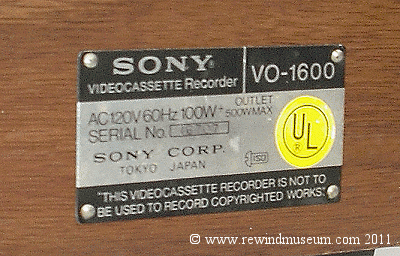 SONY®
VIDEOCASSETTE Recorder
VO-1600
AC120V 60Hz 100W+ OUTLET 500WMAX
SERIAL No.
SONY CORP.
TOKYO JAPAN
UL
®
"THIS VIDEOCASSETTE RECORDER IS NOT TO
BE USED TO RECORD COPYRIGHTED WORKS."
© www.rewindmuseum.com 2011